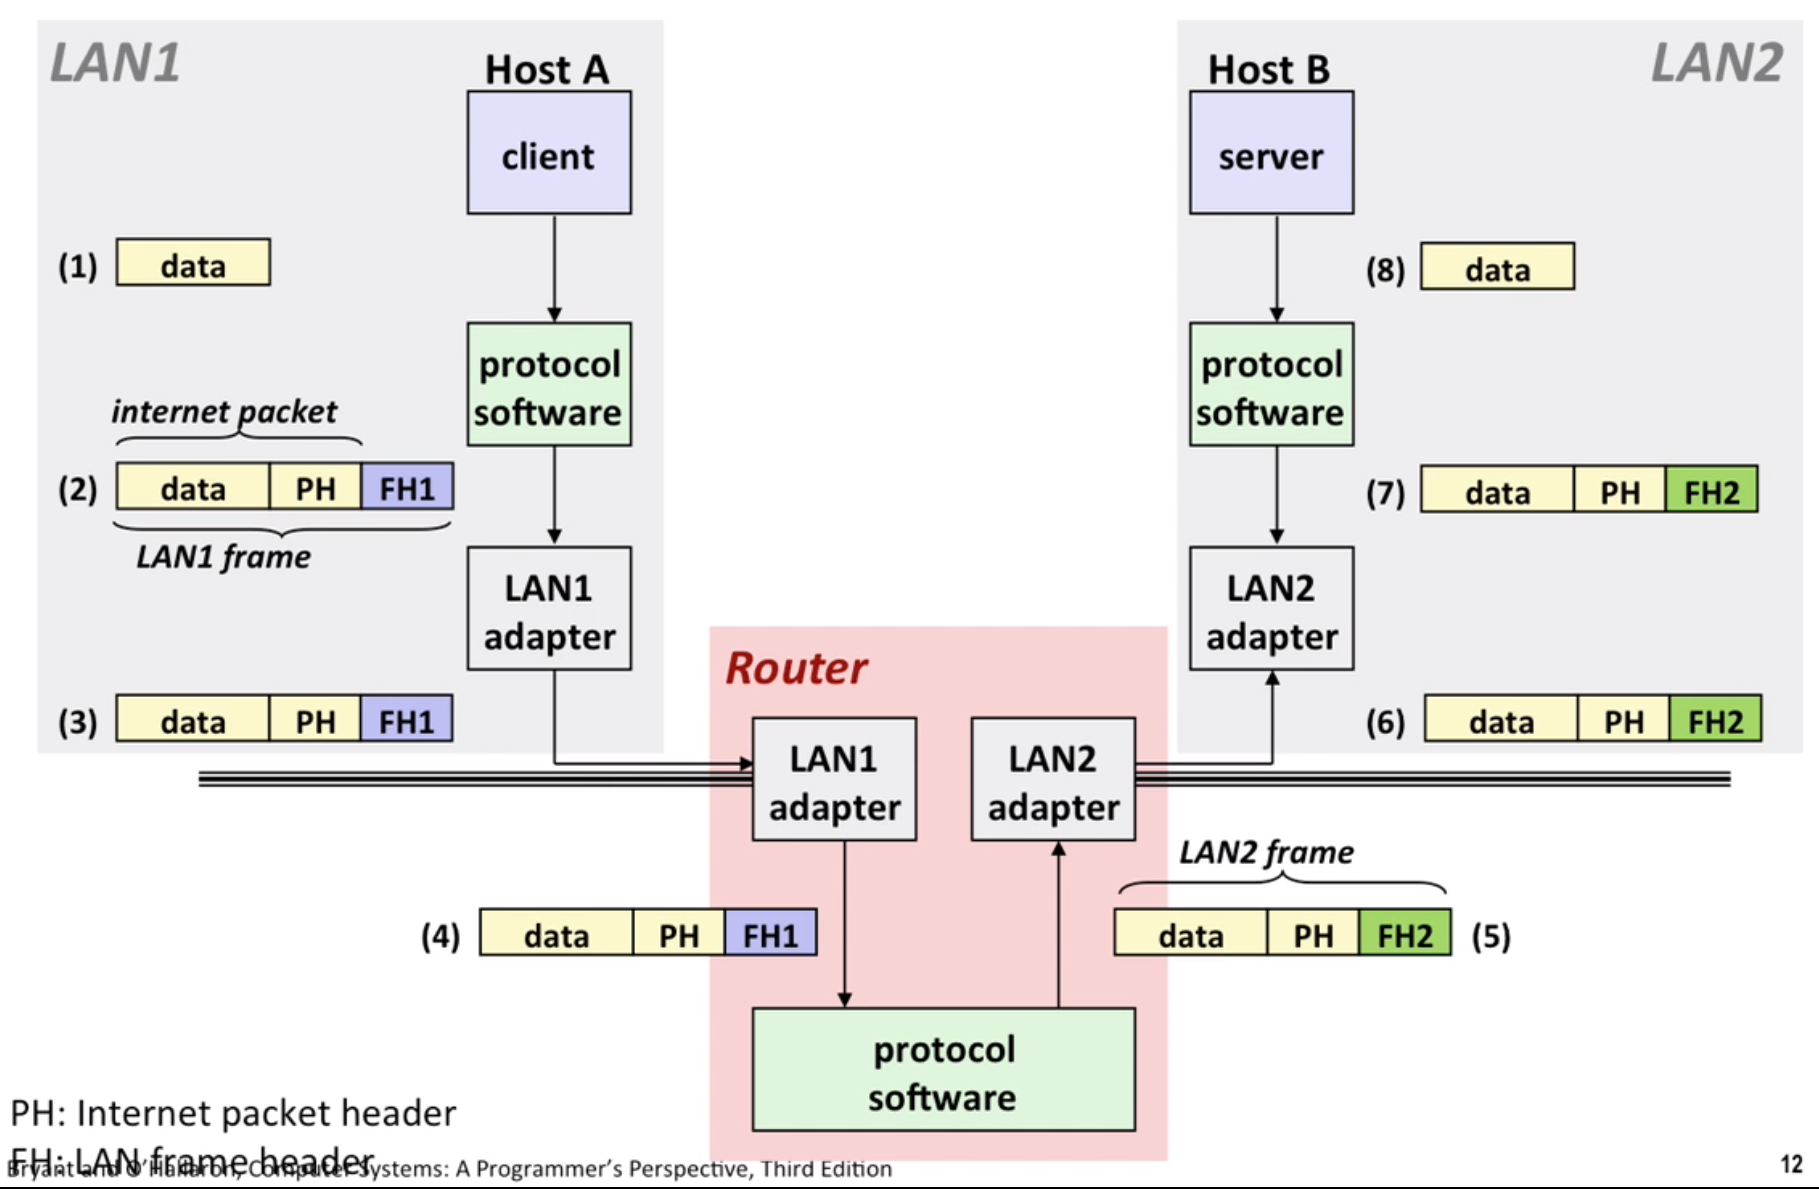 LAN1
Host A
client
(1) data
protocol
software
internet packet
(2) data PH FH1
LAN1 frame
LAN1
adapter
(3) data PH FH1
Host B
LAN2
server
(8) data
protocol
software
(7) data PH FH2
LAN2
adapter
(6) data PH FH2
Router
LAN1
adapter
LAN2
adapter
(4) data PH FH1
LAN2 frame
data PH FH2 (5)
protocol
software
PH: Internet packet header
FH: LAN frame header
Bryant and O'Hallaron, Computer Systems: A Programmer's Perspective, Third Edition
12